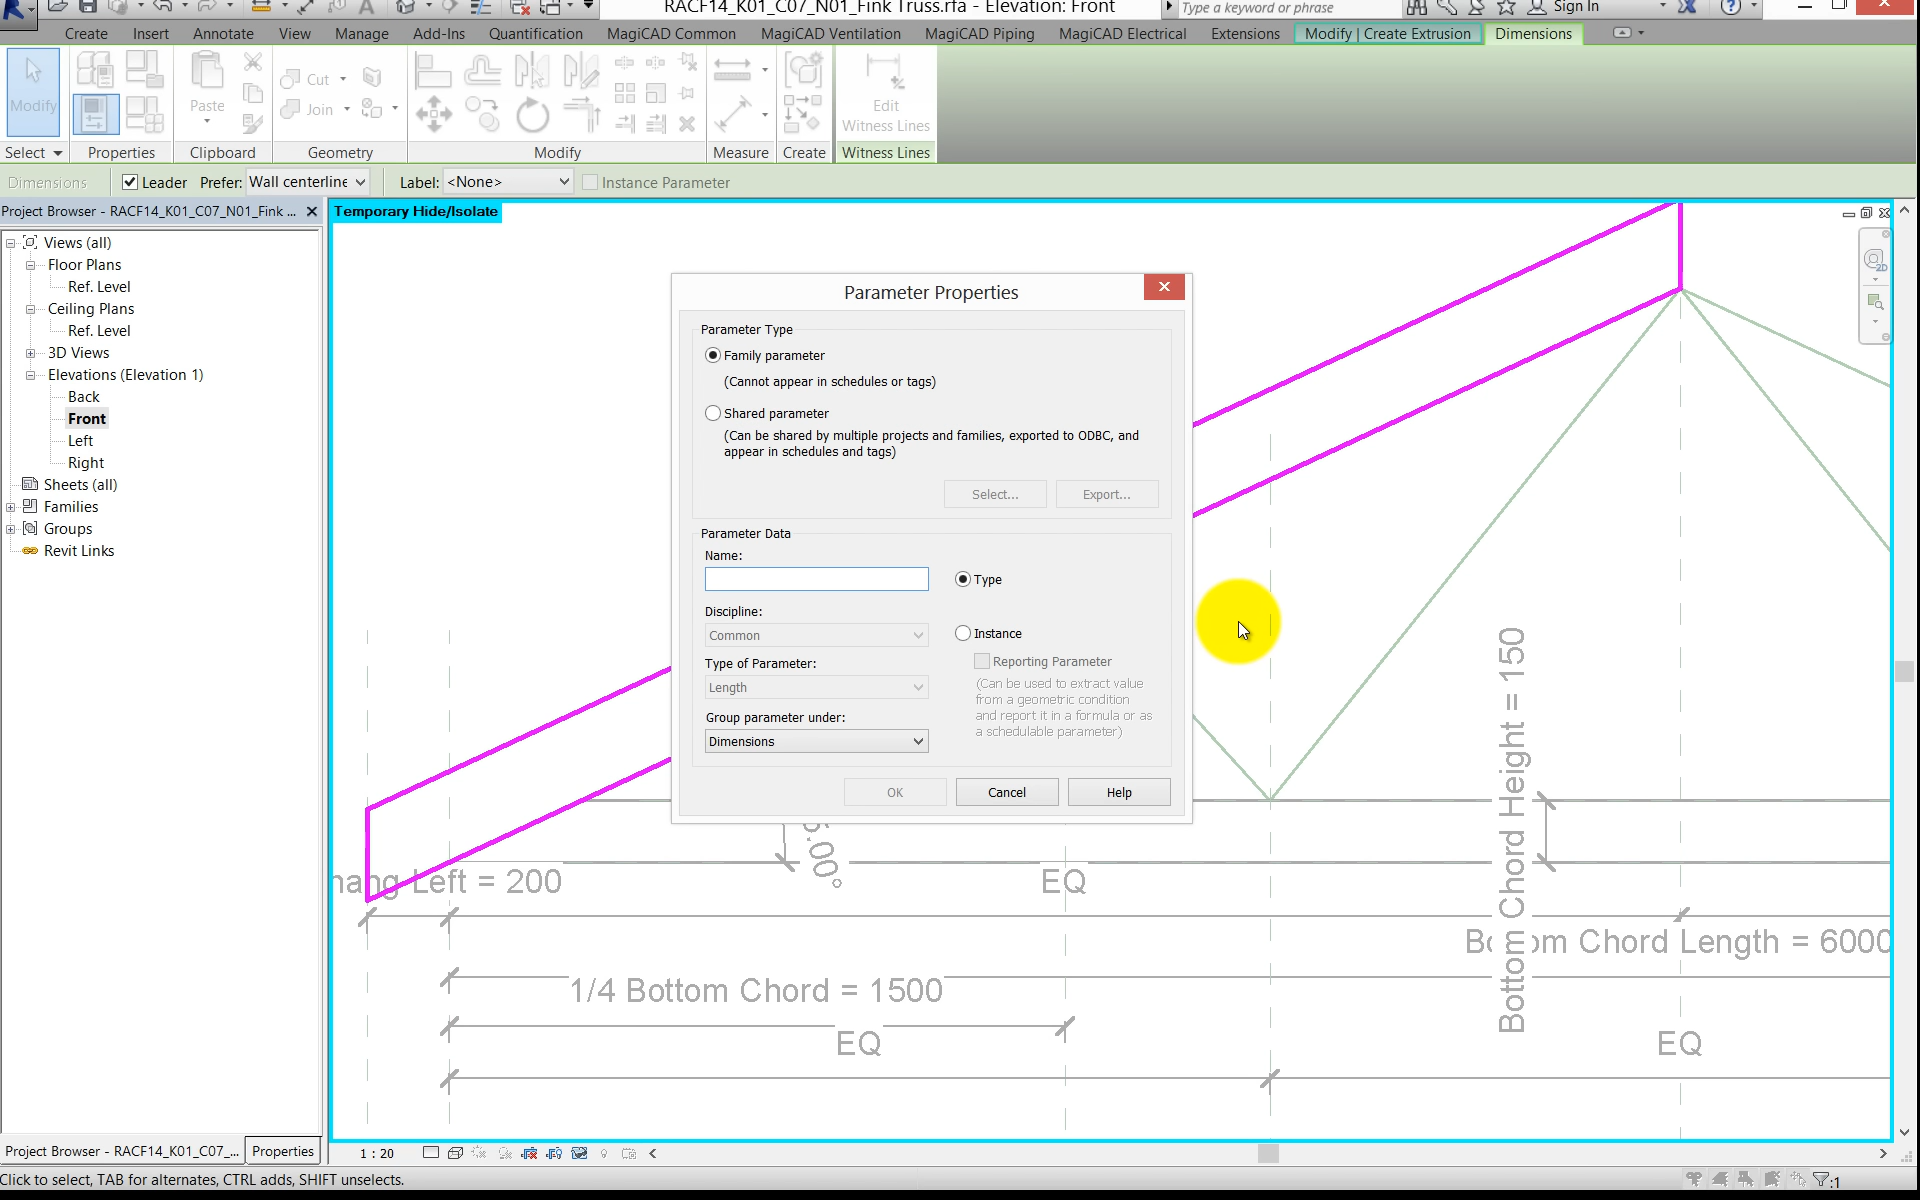 RACF14_K01_C07_N01_Fink Truss.rfa - Elevation: Front
Type a keyword or phrase
Sign In
Create Insert Annotate View Manage Add-Ins Quantification MagiCAD Common MagiCAD Ventilation MagiCAD Piping MagiCAD Electrical Extensions Modify | Create Extrusion Dimensions
Modify
Paste
Cut
Join
Edit
Witness Lines
Select Properties Clipboard Geometry Modify Measure Create Witness Lines
Dimensions Leader Prefer: Wall centerline Label: <None> Instance Parameter
Project Browser - RACF14_K01_C07_N01_Fink ...
Temporary Hide/Isolate
Views (all)
Floor Plans
Ref. Level
Ceiling Plans
Ref. Level
3D Views
Elevations (Elevation 1)
Back
Front
Left
Right
Sheets (all)
Families
Groups
Revit Links
2D
Parameter Properties
Parameter Type
Family parameter
(Cannot appear in schedules or tags)
Shared parameter
(Can be shared by multiple projects and families, exported to ODBC, and
appear in schedules and tags)
Select...
Export...
Parameter Data
Name:
Type
Discipline:
Common
Instance
Type of Parameter:
Reporting Parameter
Length
(Can be used to extract value
from a geometric condition
and report it in a formula or as
a schedulable parameter)
Group parameter under:
Dimensions
OK
Cancel
Help
hang Left = 200
.00°
EQ
Bottom Chord Height = 150
Bottom Chord Length = 6000
1/4 Bottom Chord = 1500
EQ
EQ
Project Browser - RACF14_K01_C07_...
Properties
1 : 20
Click to select, TAB for alternates, CTRL adds, SHIFT unselects.
:1